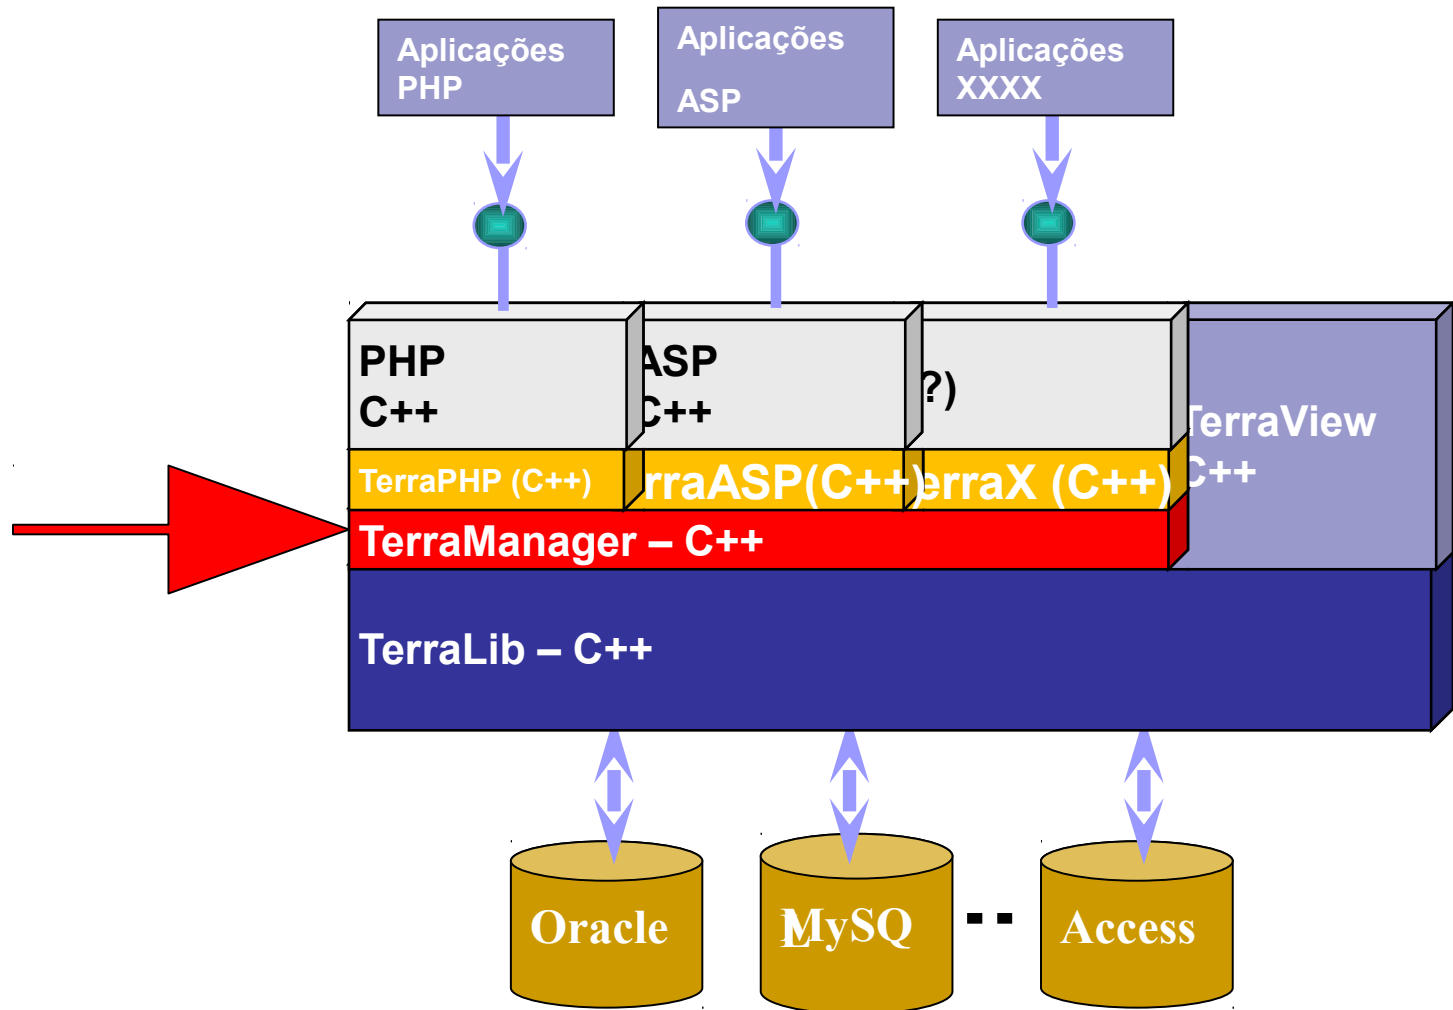 Aplicações
PHP
Aplicações
ASP
Aplicações
XXXX
PHP
C++
ASP
C++
?)
TerraView
C++
TerraPHP (C++)
rraASP(C++)
erraX (C++)
TerraManager – C++
TerraLib – C++
Oracle
MySQ
L
--
Access